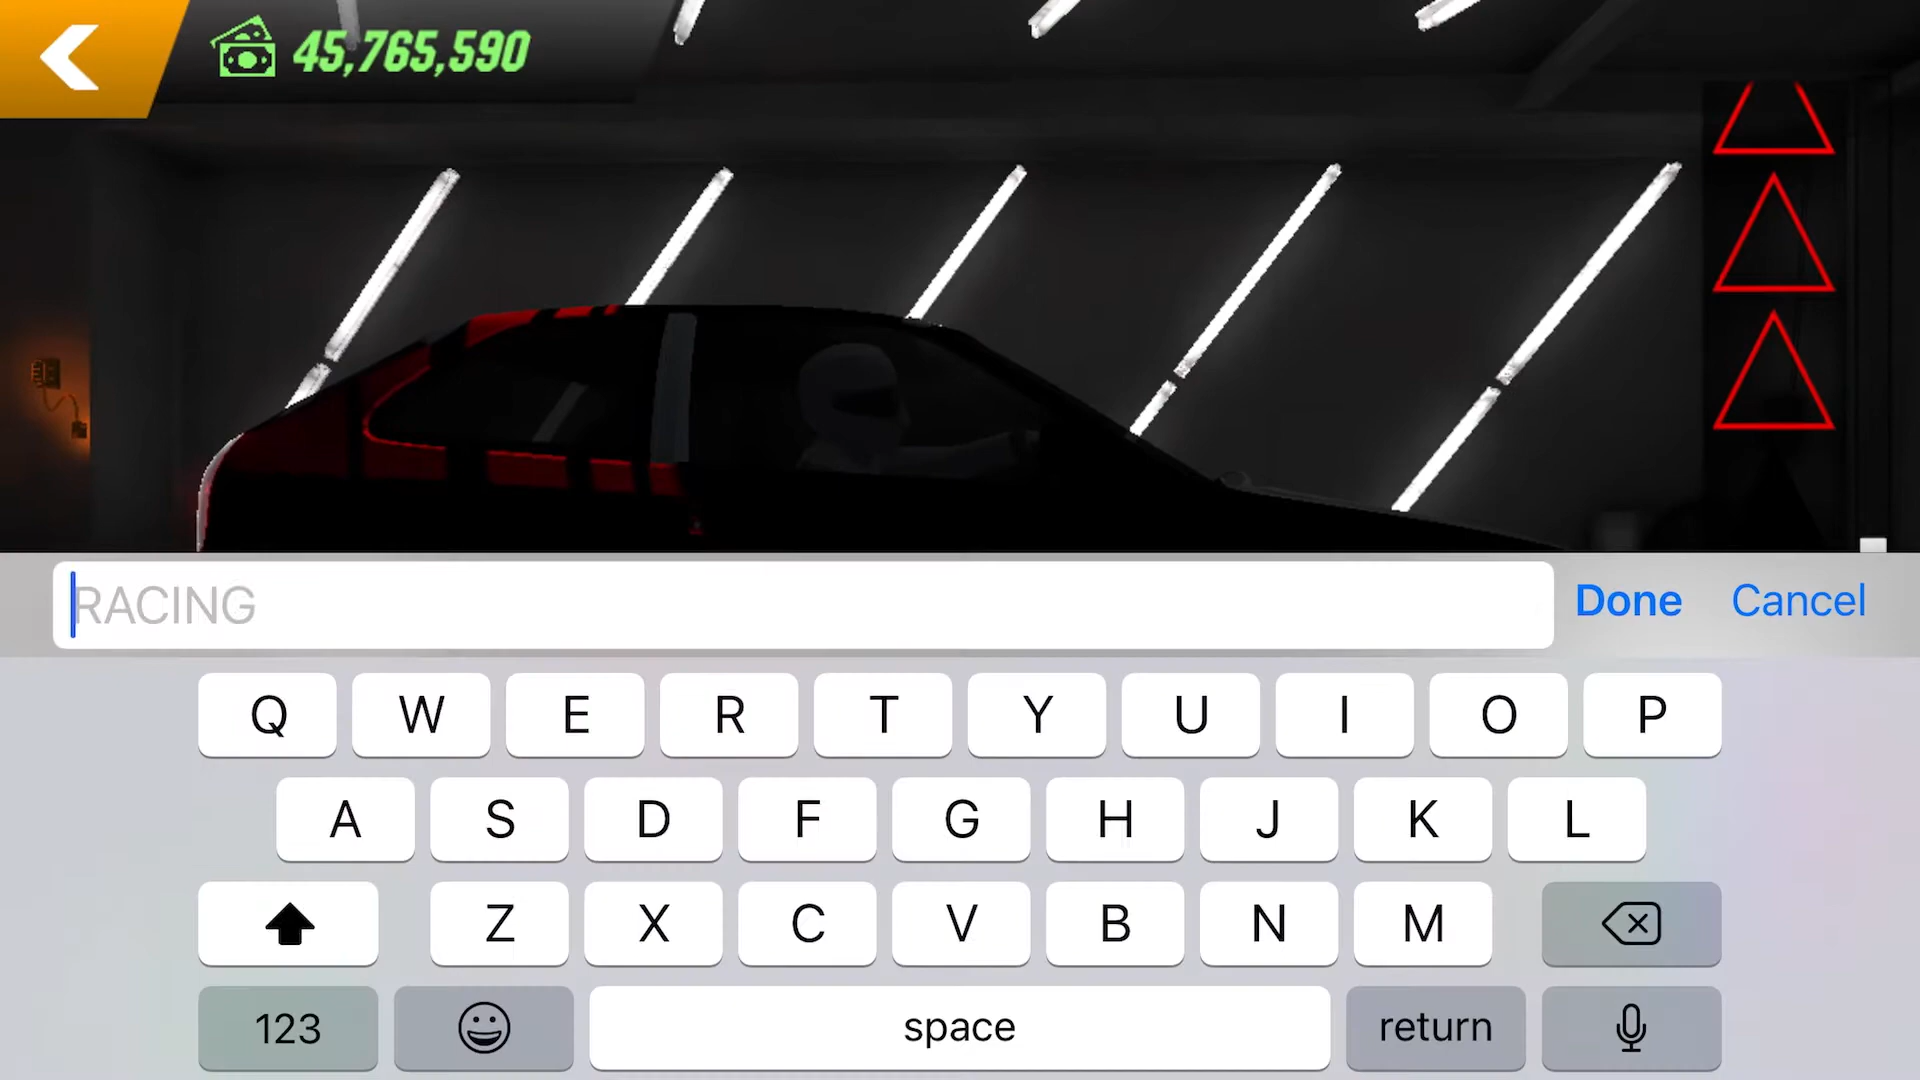 45,765,590
RACING
Done Cancel
Q W E R T Y U I O P
A S D F G H J K L
Z X C V B N M
123 space return